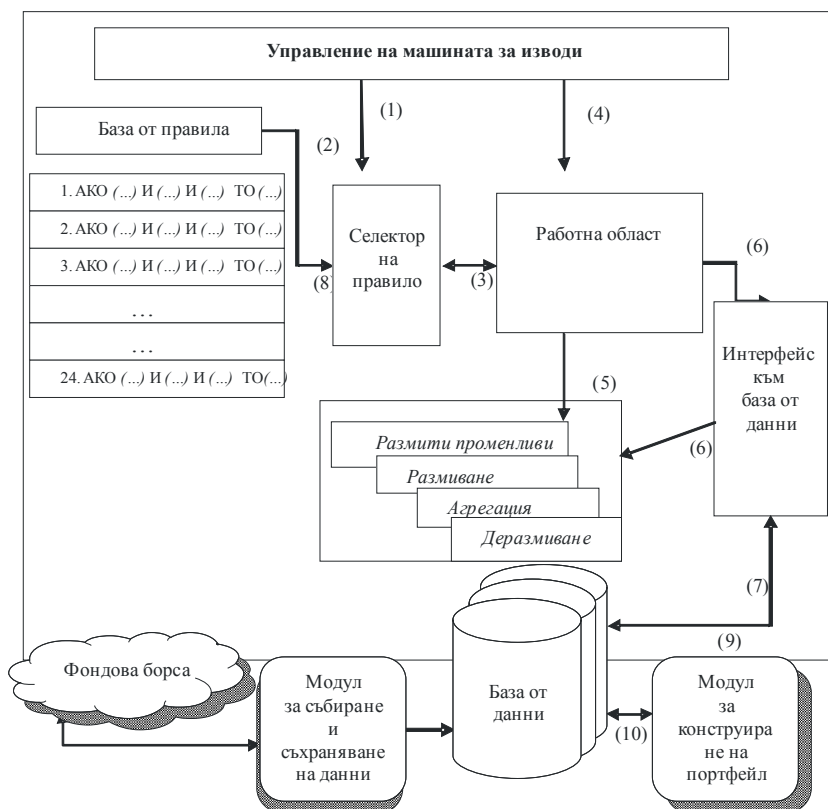 Управление на машината за изводи
(1)
(4)
База от правила
(2)
1. АКО (...) И (...) И (...) ТО (...)
2. АКО (...) И (...) И (...) ТО (...)
3. АКО (...) И (...) И (...) ТО (...)
...
...
24. АКО (...) И (...) И (...) ТО(...)
Селектор
на
правило
(8)
(3)
Работна област
(6)
Интерфейс
към
база от
данни
(5)
(6)
Размити променливи
Размиване
Агрегация
Деразмиване
(7)
(9)
Фондова борса
Модул
за събиране
и
съхраняване
на данни
База от
данни
(10)
Модул
за
конструира
не на
портфейл